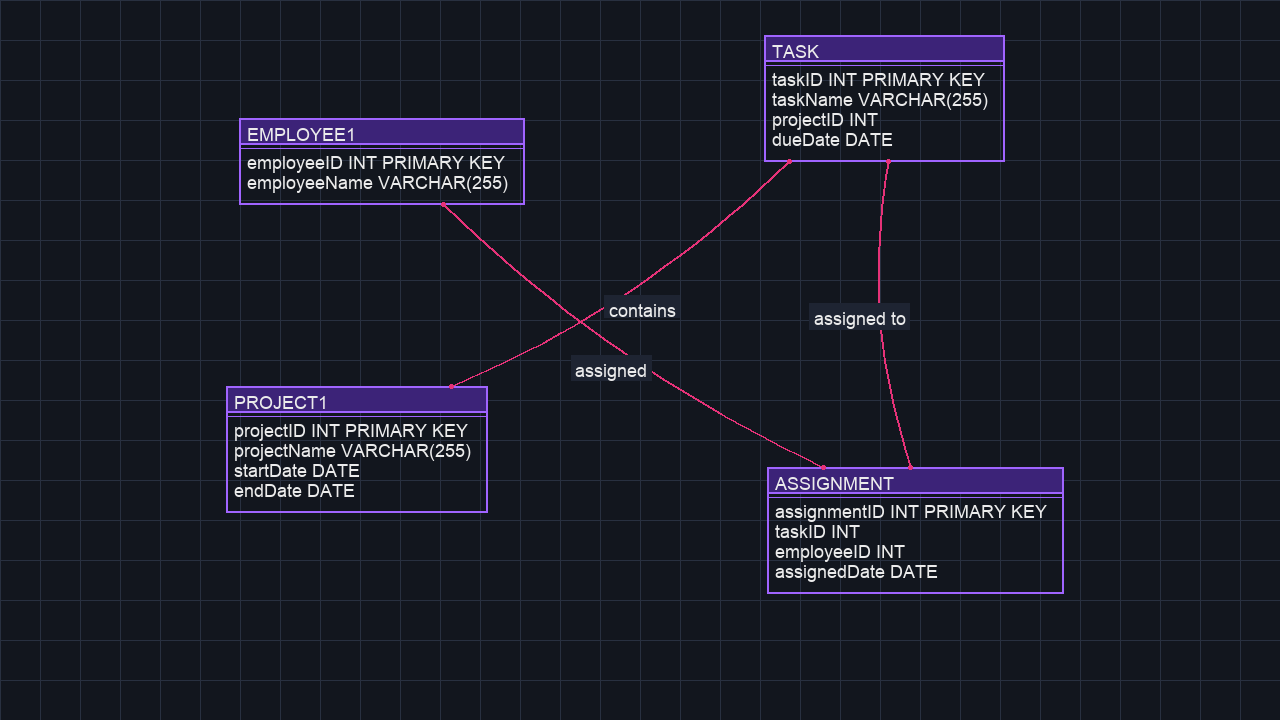 TASK
taskID INT PRIMARY KEY
taskName VARCHAR(255)
projectID INT
dueDate DATE
EMPLOYEE1
employeeID INT PRIMARY KEY
employeeName VARCHAR(255)
contains
assigned to
assigned
PROJECT1
projectID INT PRIMARY KEY
projectName VARCHAR(255)
startDate DATE
endDate DATE
ASSIGNMENT
assignmentID INT PRIMARY KEY
taskID INT
employeeID INT
assignedDate DATE